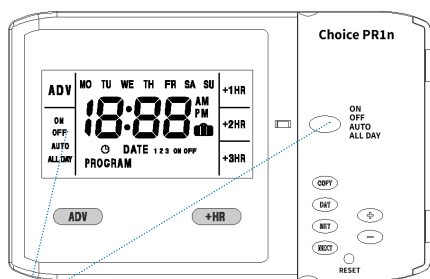 Choice PR1n
ADV
MO TU WE TH FR SA SU
18:88
AM
PM
+1HR
ON
OFF
AUTO
ALL DAY
+2HR
DATE 1 2 3 ON OFF
PROGRAM
+3HR
ADV
+HR
ON
OFF
AUTO
ALL DAY
COPY
DAY
SET
NEXT
+
−
RESET